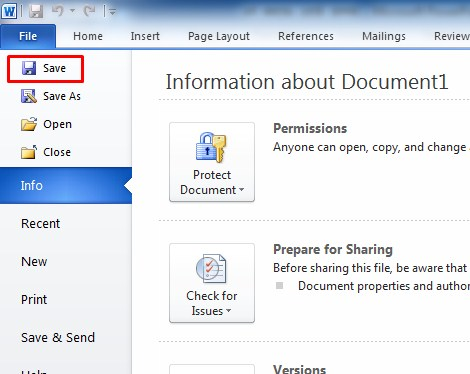 File Home Insert Page Layout References Mailings Review
Save
Save As
Open
Close
Info
Recent
New
Print
Save & Send
Information about Document1
Protect
Document
Permissions
Anyone can open, copy, and change
Check for
Issues
Prepare for Sharing
Before sharing this file, be aware that
Document properties and author
Versions